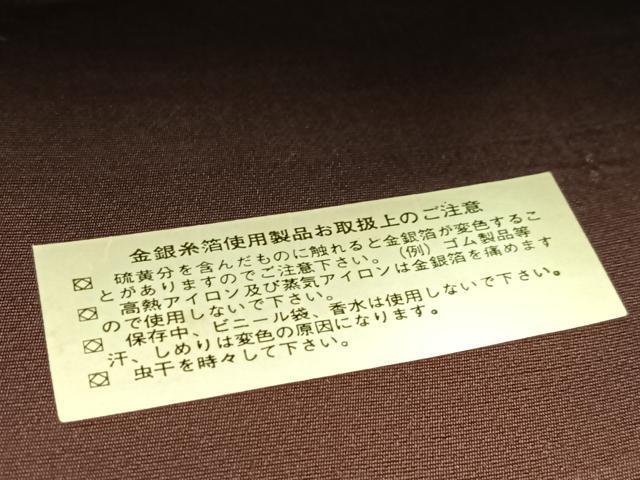 金銀糸箔使用製品お取扱上のご注意
硫黄分を含んだものに触れると金銀箔が変色するこ
とがありますのでご注意下さい。（例）ゴム製品等
高熱アイロン及び蒸気アイロンは金銀箔を痛めます
ので使用しないで下さい。
保存中、ビニール袋、香水は使用しないで下さい。
汗、しめりは変色の原因になります。
虫干を時々して下さい。